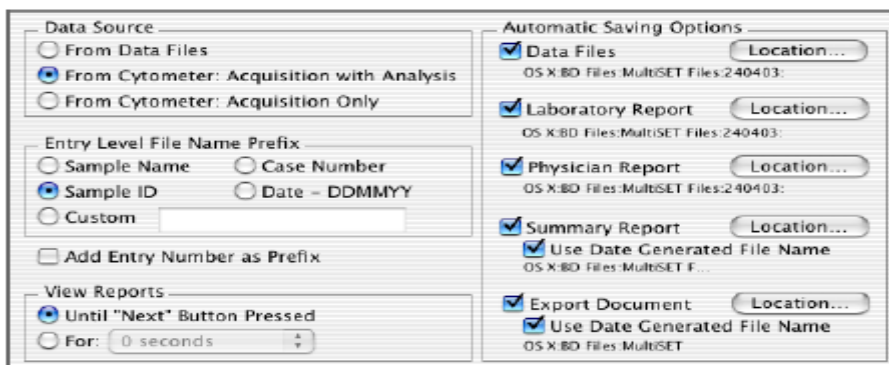 Data Source
From Data Files
From Cytometer: Acquisition with Analysis
From Cytometer: Acquisition Only
Entry Level File Name Prefix
Sample Name Case Number
Sample ID Date - DDMMYY
Custom
Add Entry Number as Prefix
View Reports
Until "Next" Button Pressed
For: 0 seconds
Automatic Saving Options
Data Files Location...
OS X:BD Files:MultiSET Files:240403:
Laboratory Report Location...
OS X:BD Files:MultiSET Files:240403:
Physician Report Location...
OS X:BD Files:MultiSET Files:240403:
Summary Report Location...
Use Date Generated File Name
OS X:BD Files:MultiSET F...
Export Document Location...
Use Date Generated File Name
OS X:BD Files:MultiSET